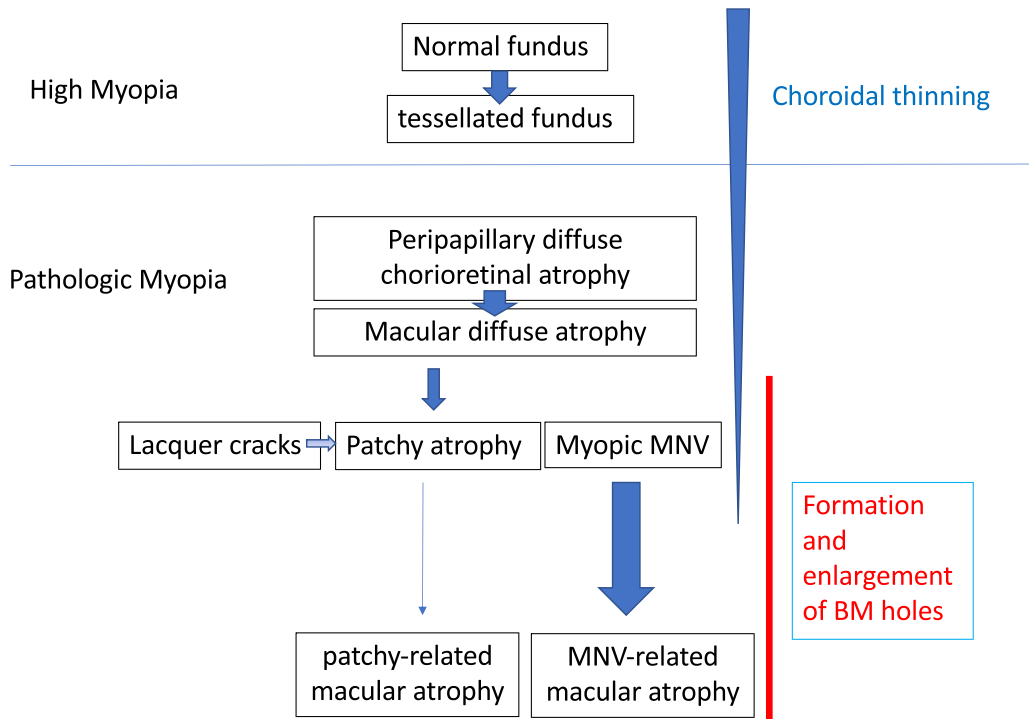 Normal fundus
High Myopia
Choroidal thinning
tessellated fundus
Peripapillary diffuse
chorioretinal atrophy
Pathologic Myopia
Macular diffuse atrophy
Lacquer cracks
Patchy atrophy
Myopic MNV
Formation
and
enlargement
of BM holes
patchy-related
macular atrophy
MNV-related
macular atrophy